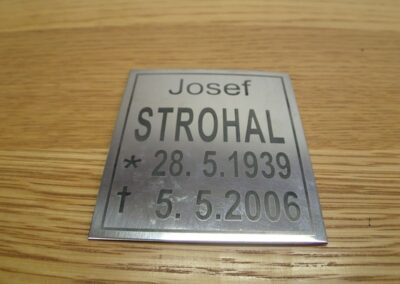 Josef
STROHAL
* 28. 5.1939
† 5. 5.2006